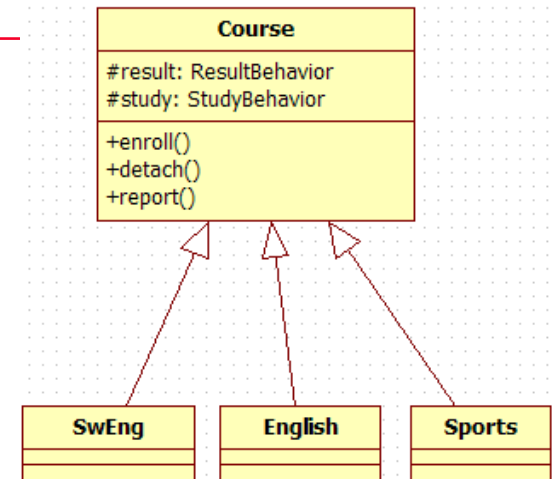 Course
#result: ResultBehavior
#study: StudyBehavior
+enroll()
+detach()
+report()
SwEng
English
Sports